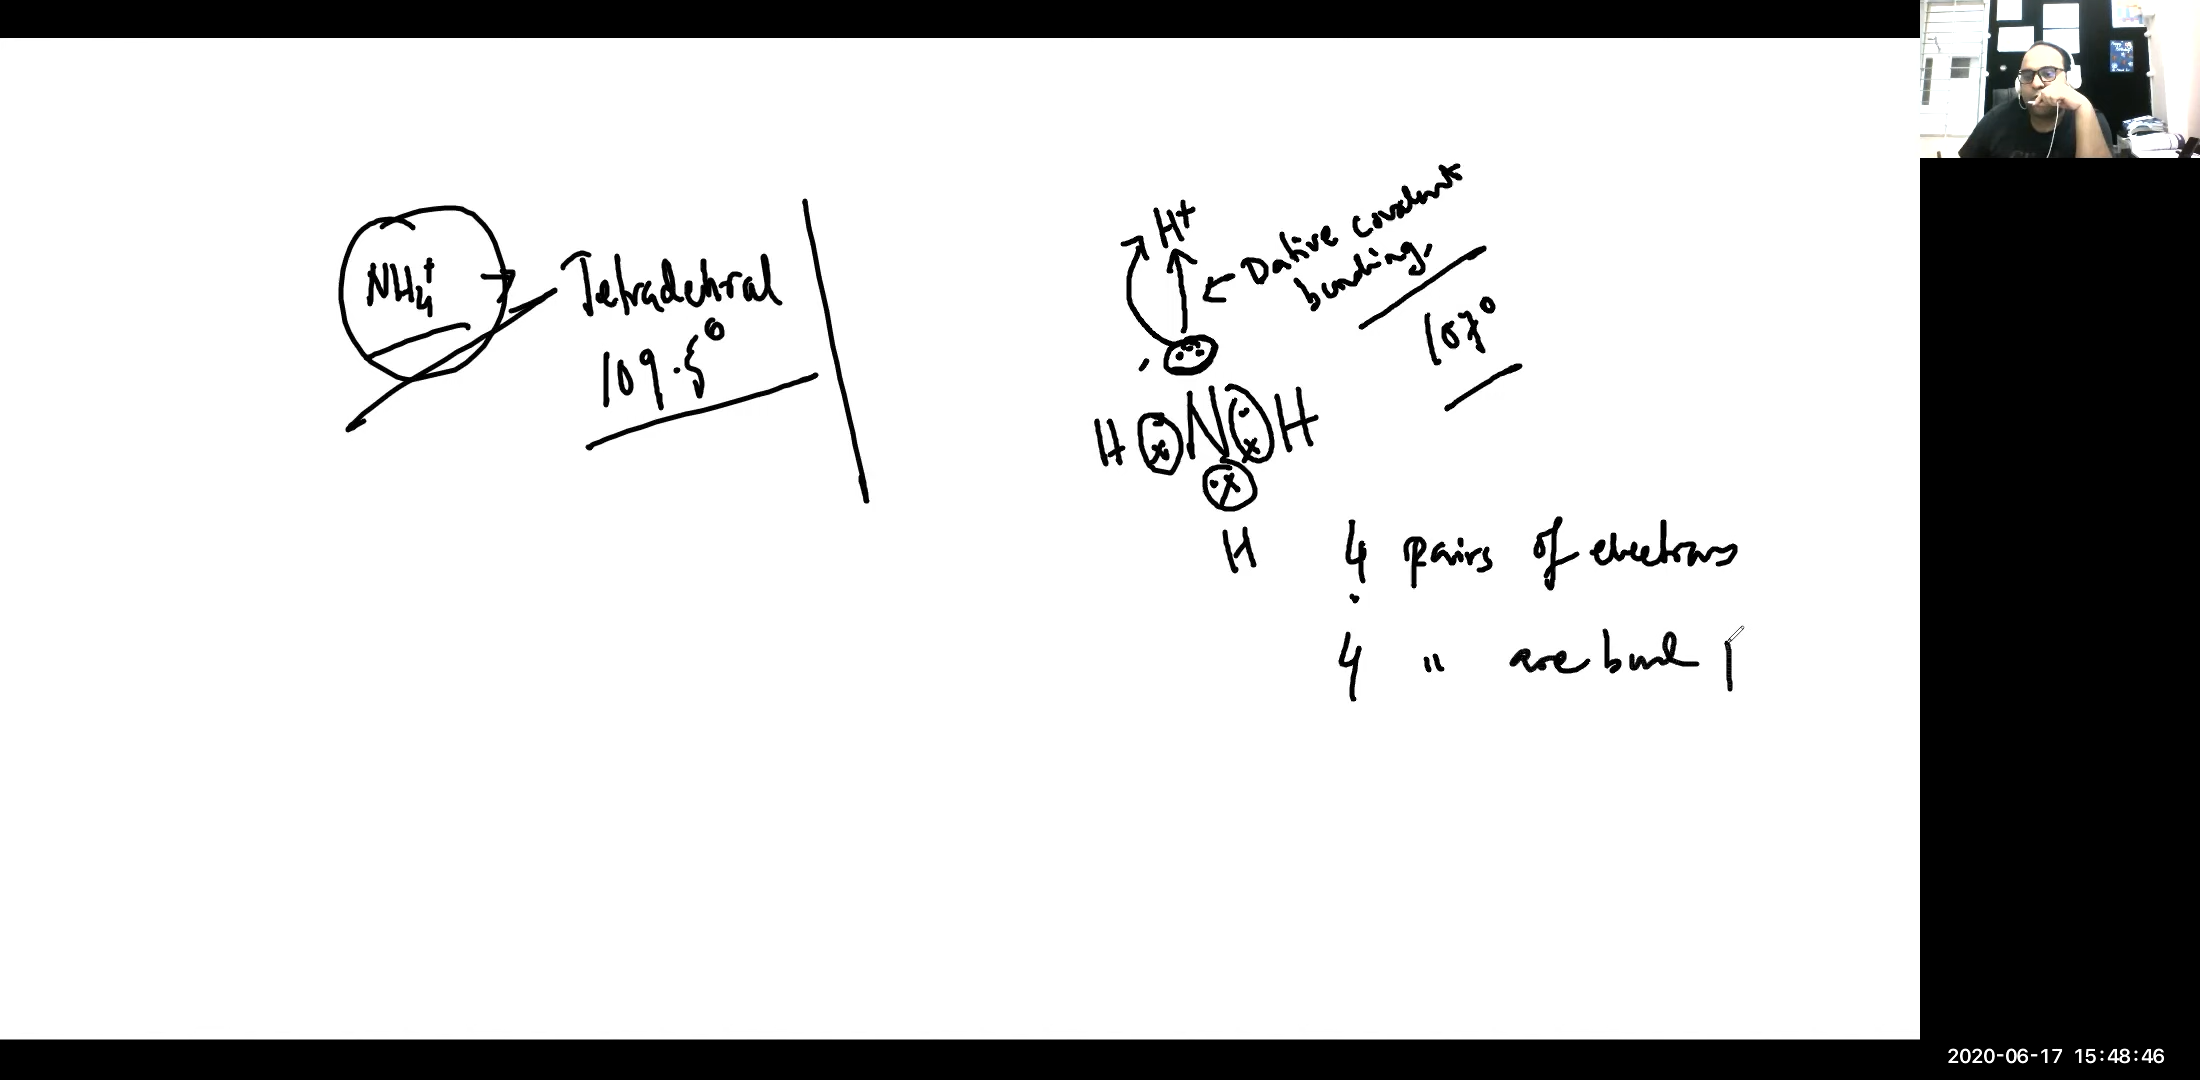 NH4+ → Tetradehral
109.5°
H+
← Dative covalent
bonding.
107°
H N H
H
4 pairs of electrons
4 " are bond
2020-06-17 15:48:46